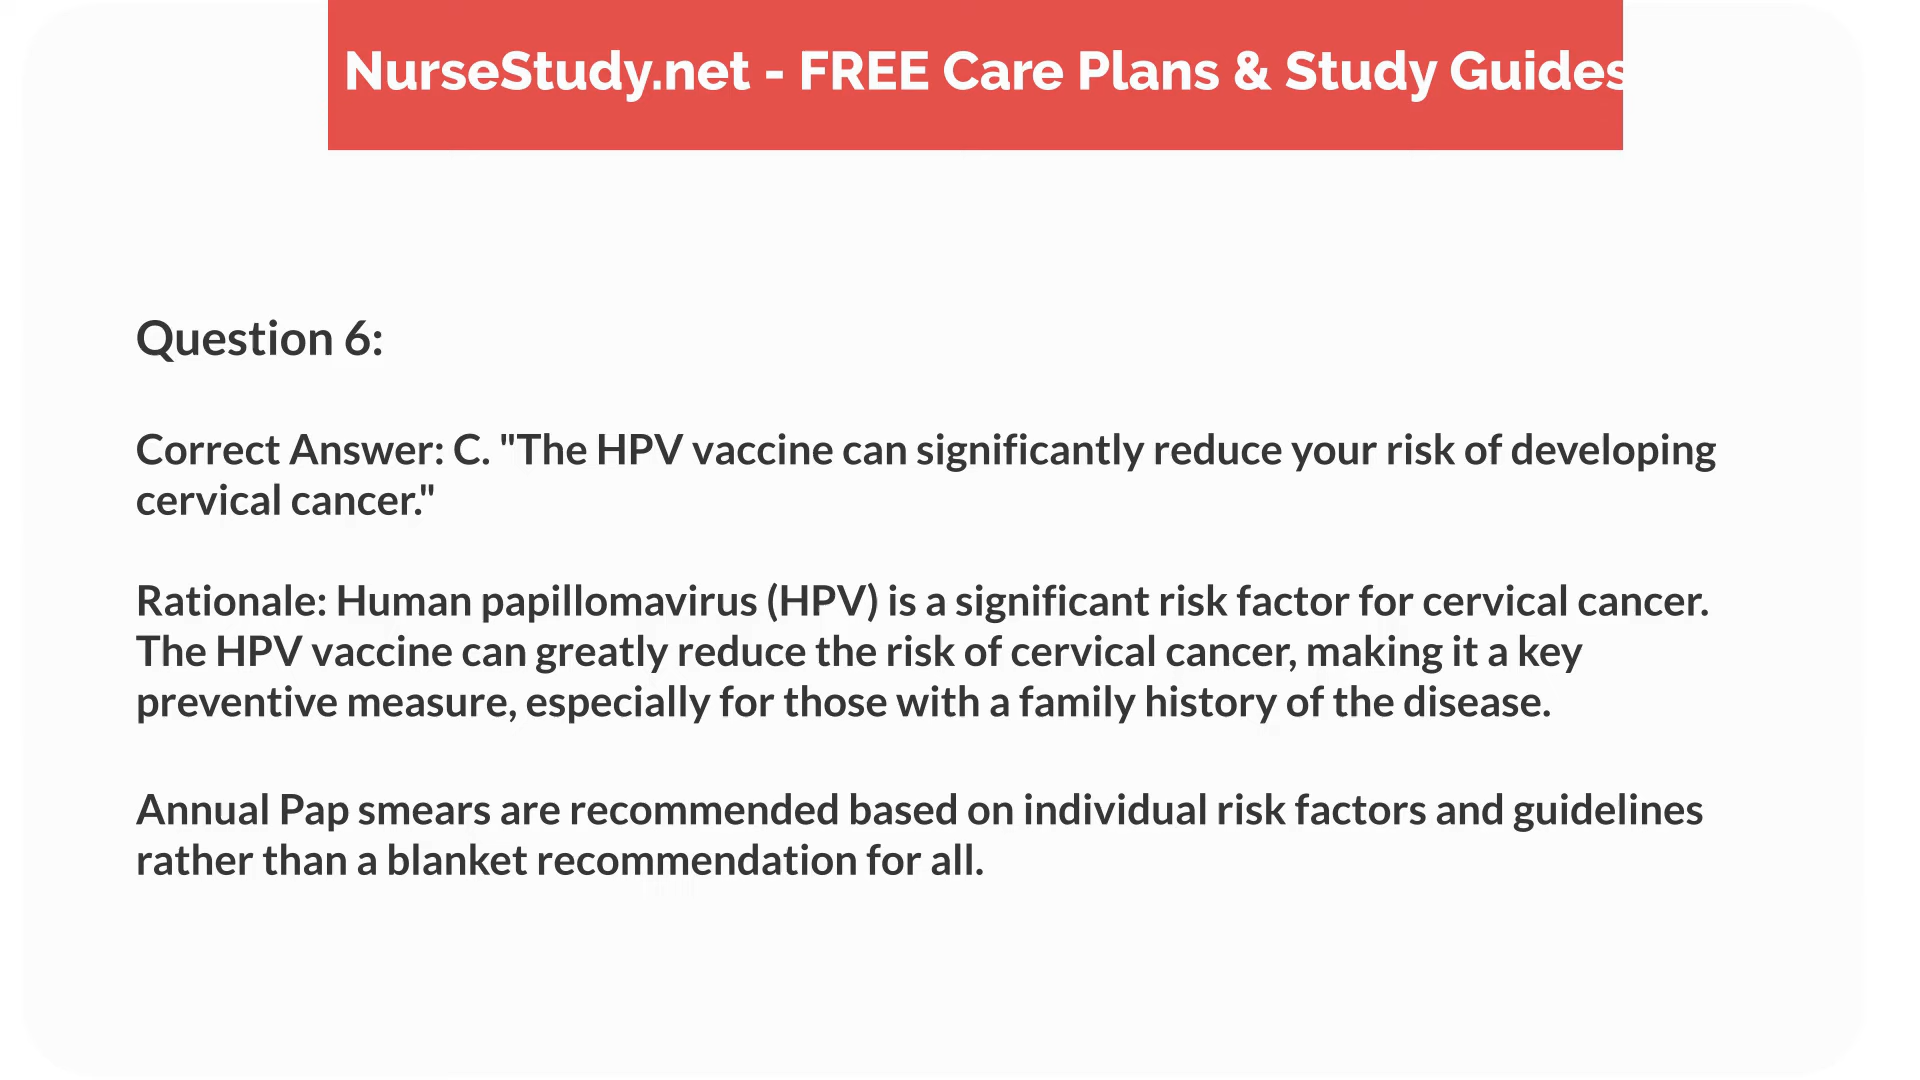 NurseStudy.net - FREE Care Plans & Study Guides
Question 6:
Correct Answer: C. "The HPV vaccine can significantly reduce your risk of developing
cervical cancer."
Rationale: Human papillomavirus (HPV) is a significant risk factor for cervical cancer.
The HPV vaccine can greatly reduce the risk of cervical cancer, making it a key
preventive measure, especially for those with a family history of the disease.
Annual Pap smears are recommended based on individual risk factors and guidelines
rather than a blanket recommendation for all.